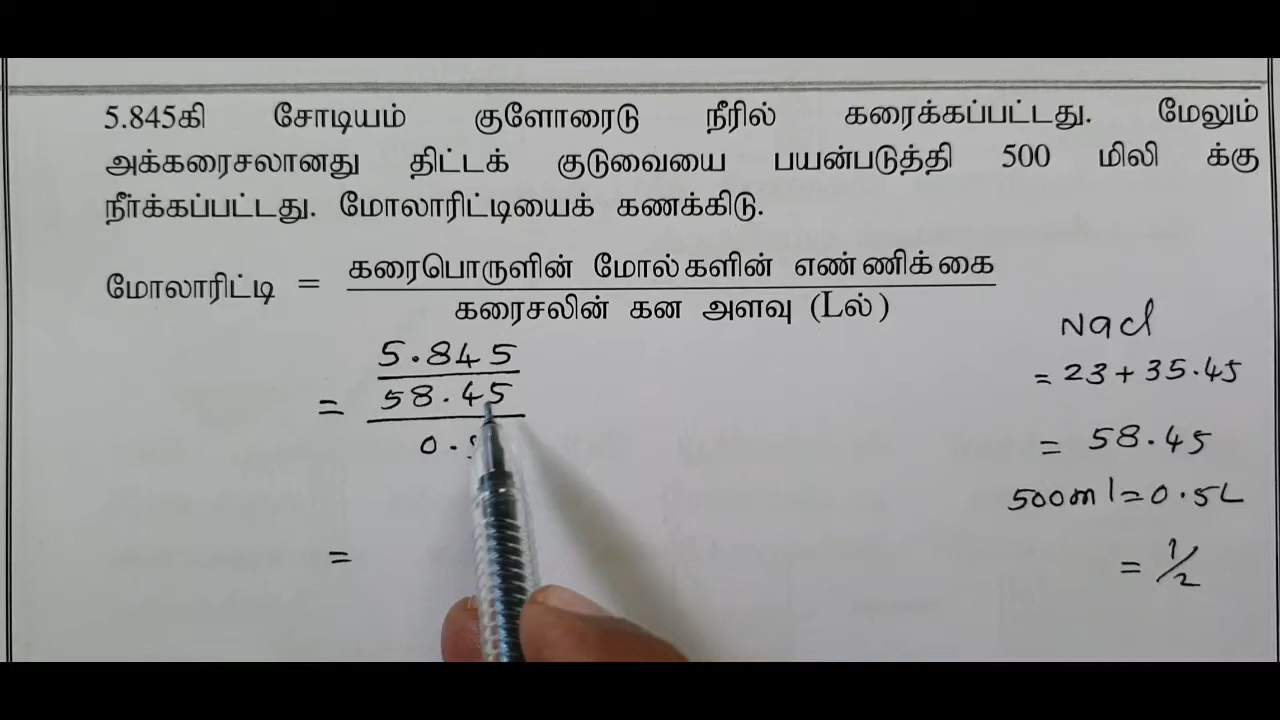 5.845கி சோடியம் குளோரைடு நீரில் கரைக்கப்பட்டது. மேலும்
அக்கரைசலானது திட்டக் குடுவையை பயன்படுத்தி 500 மிலி க்கு
நீர்க்கப்பட்டது. மோலாரிட்டியைக் கணக்கிடு.
மோலாரிட்டி = கரைபொருளின் மோல்களின் எண்ணிக்கை
கரைசலின் கன அளவு (Lல்)
5.845
= 58.45
0.
=
Nacl
= 23 + 35.45
= 58.45
500ml = 0.5L
= 1/2